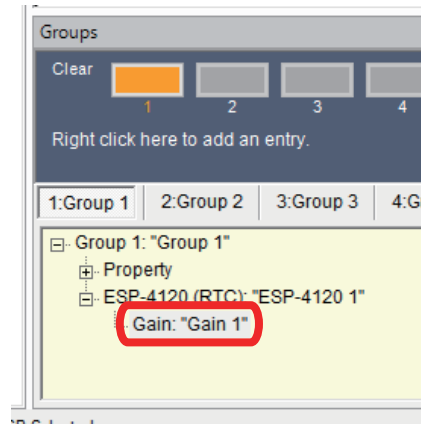 Groups
Clear
1 2 3 4
Right click here to add an entry.
1:Group 1 2:Group 2 3:Group 3
Group 1: "Group 1"
Property
ESP-4120 (RTC): "ESP-4120 1"
Gain: "Gain 1"